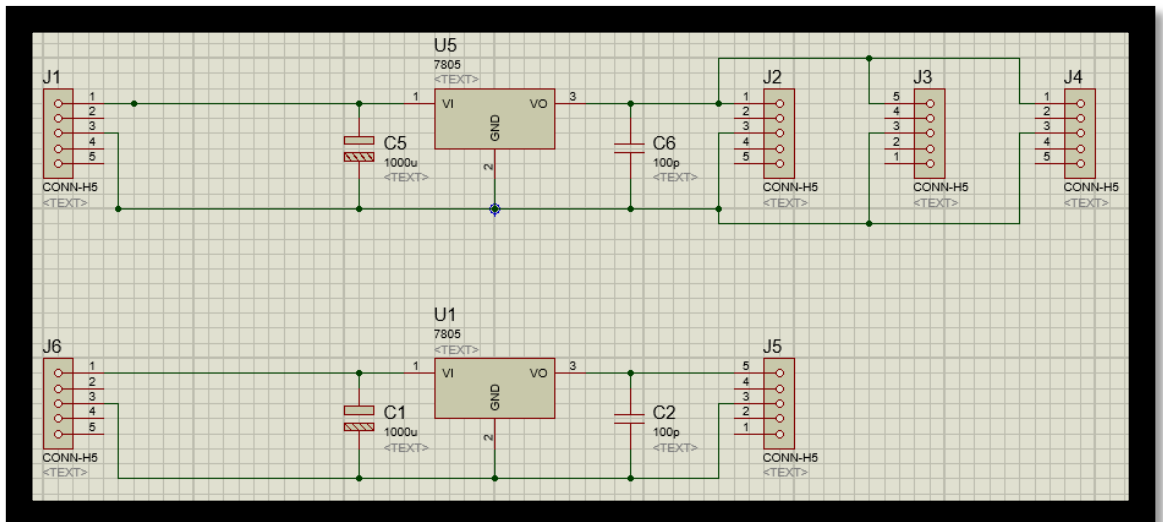 U5
7805
<TEXT>
J1
J2
J3
J4
1
2
3
4
5
CONN-H5
<TEXT>
1
VI
VO
3
GND
2
C5
1000u
<TEXT>
C6
100p
<TEXT>
1
2
3
4
5
CONN-H5
<TEXT>
5
4
3
2
1
CONN-H5
<TEXT>
1
2
3
4
5
CONN-H5
<TEXT>
U1
7805
<TEXT>
J6
J5
1
2
3
4
5
CONN-H5
<TEXT>
1
VI
VO
3
GND
2
C1
1000u
<TEXT>
C2
100p
<TEXT>
5
4
3
2
1
CONN-H5
<TEXT>